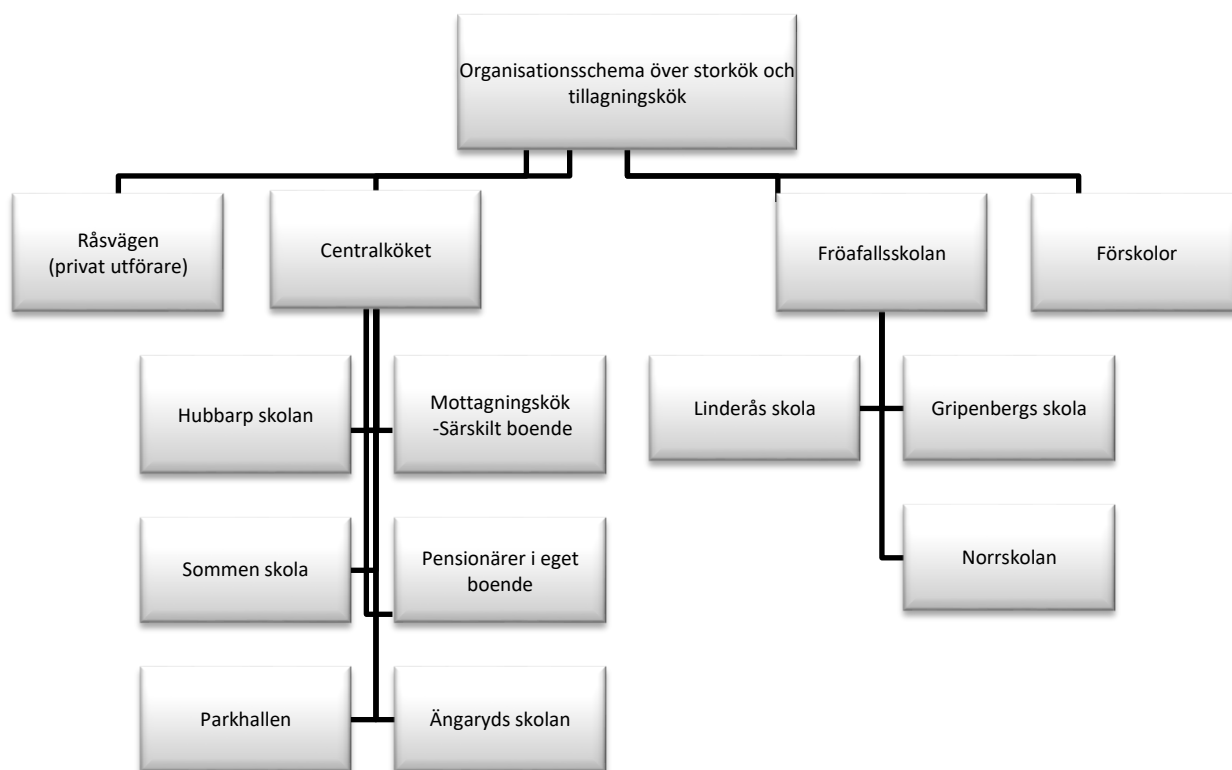 Organisationsschema över storkök och
tillagningskök
Råsvägen
(privat utförare)
Centralköket
Fröafallsskolan
Förskolor
Hubbarp skolan
Mottagningskök
-Särskilt boende
Linderås skola
Gripenbergs skola
Sommen skola
Pensionärer i eget
boende
Norrskolan
Parkhallen
Ängaryds skolan